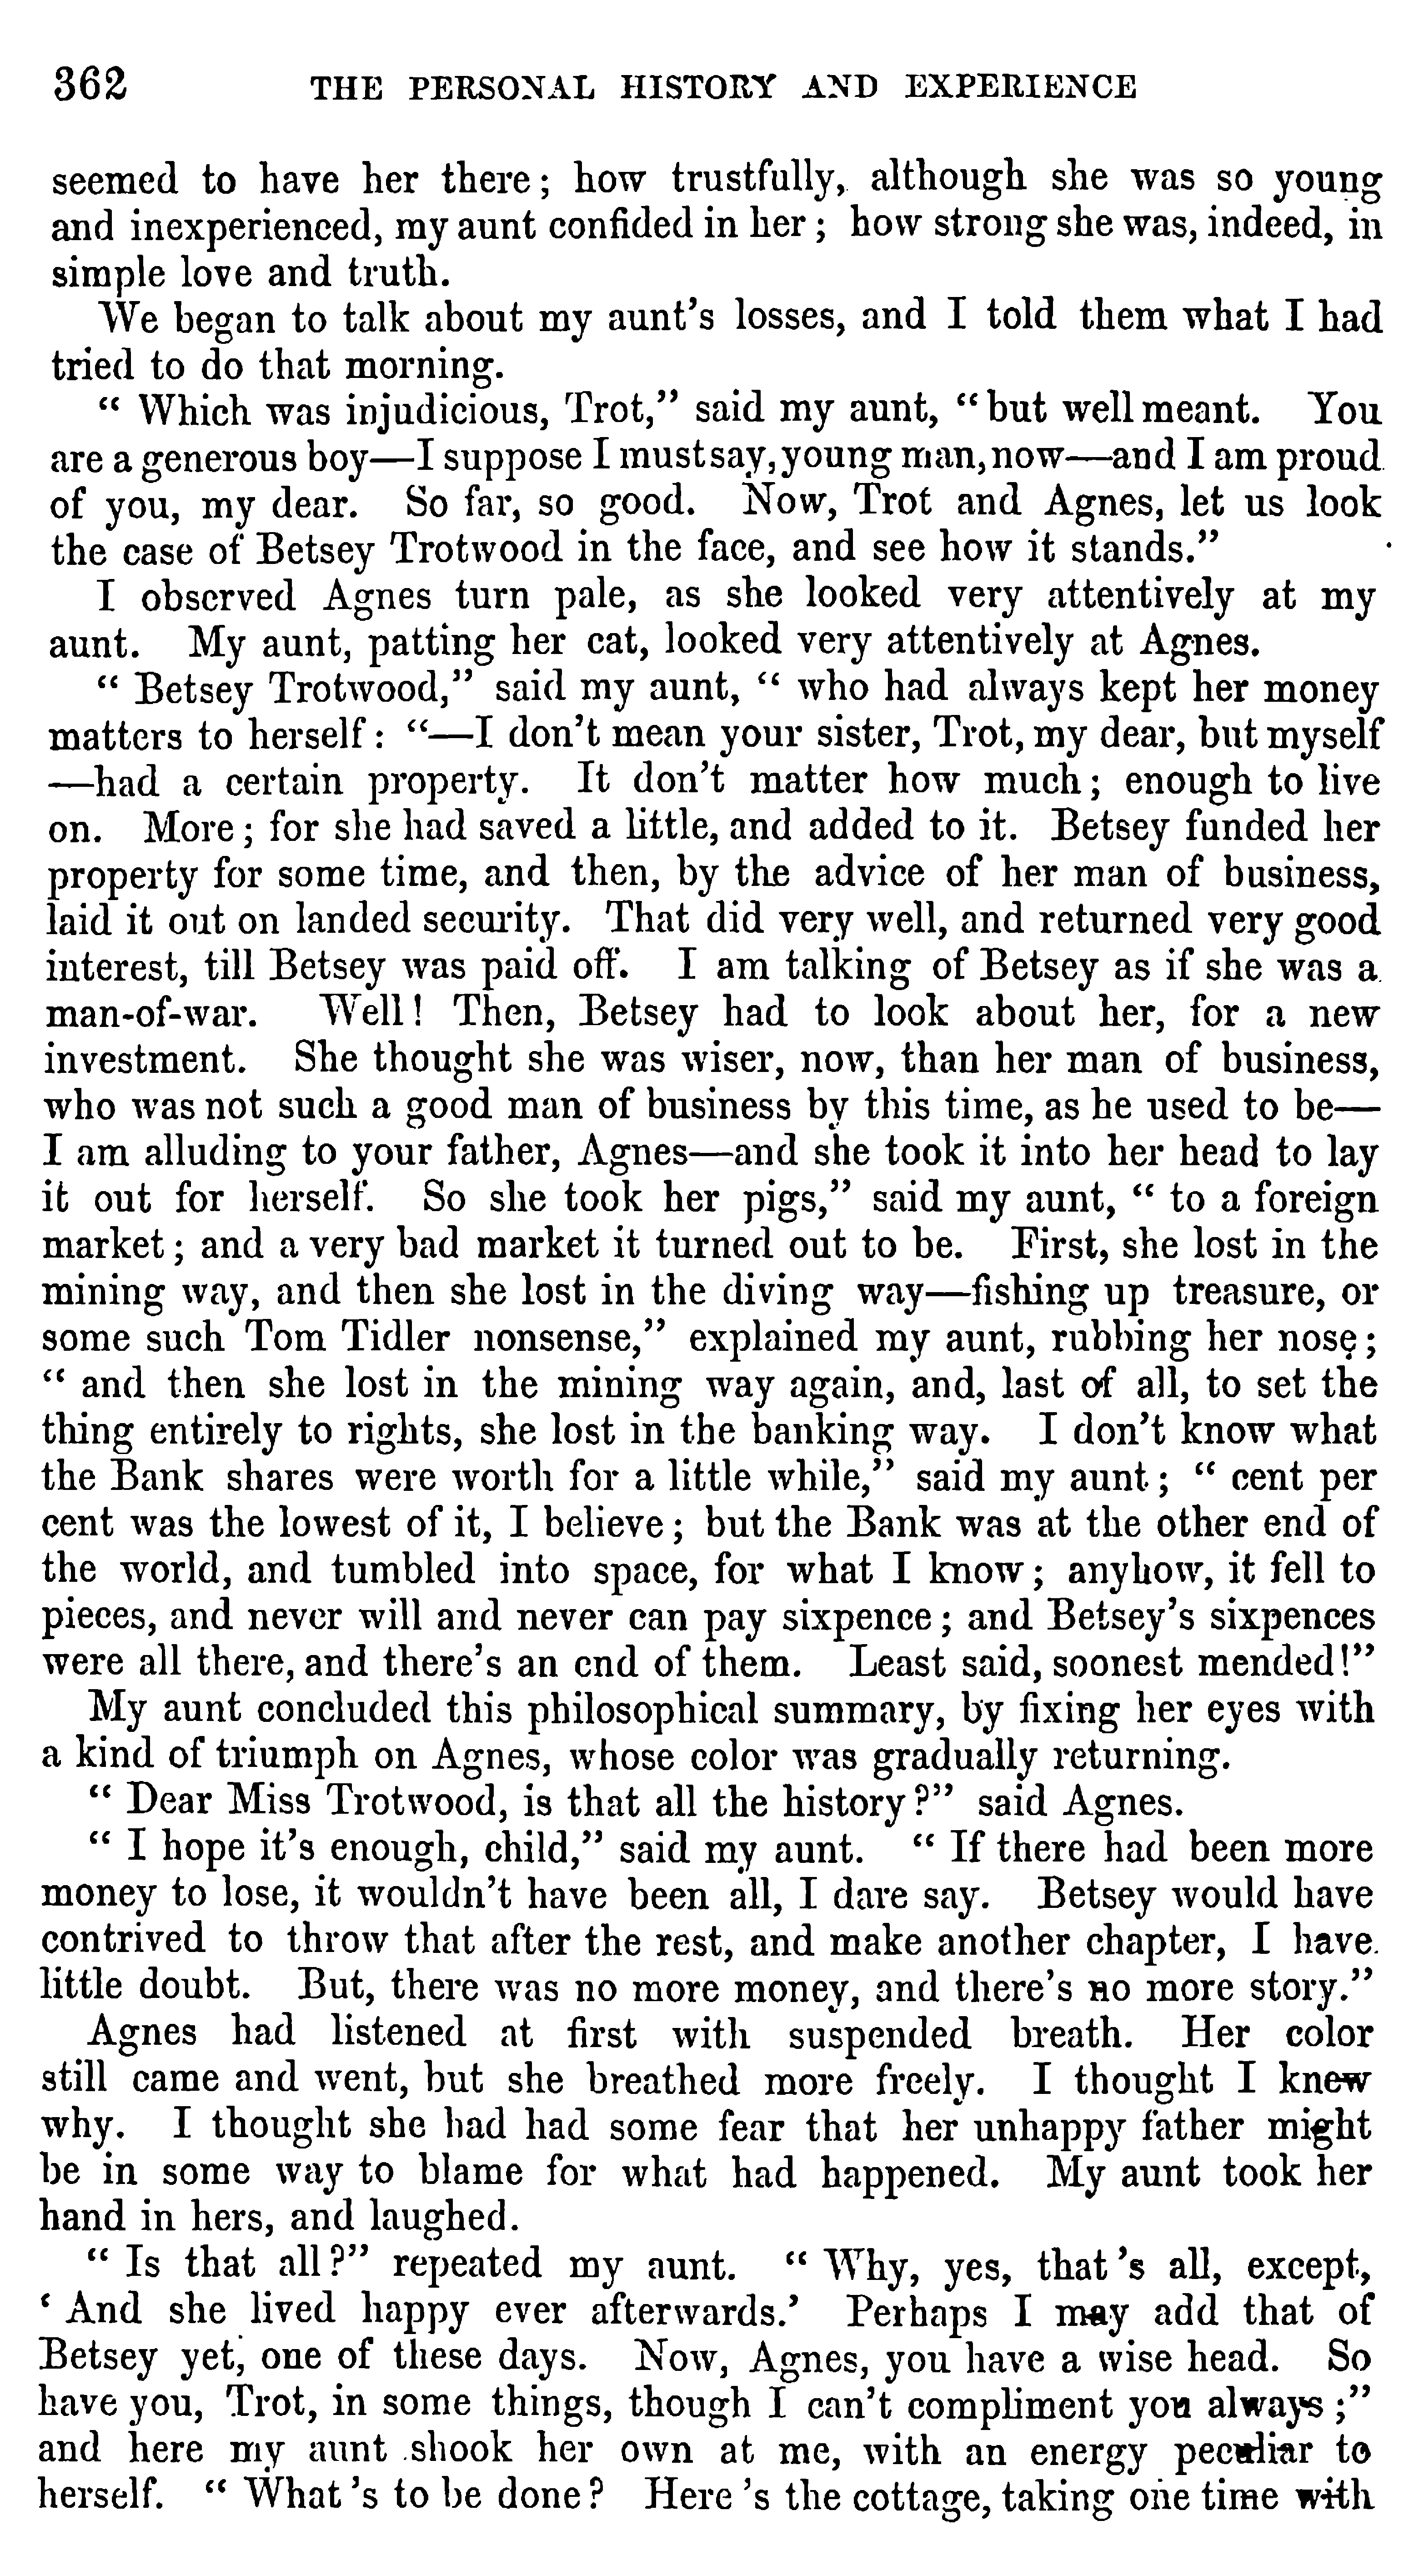 362 THE PERSONAL HISTORY AND EXPERIENCE
seemed to have her there; how trustfully, although she was so young
and inexperienced, my aunt confided in her; how strong she was, indeed, in
simple love and truth.
We began to talk about my aunt's losses, and I told them what I had
tried to do that morning.
"Which was injudicious, Trot," said my aunt, "but well meant. You
are a generous boy—I suppose I must say, young man, now—and I am proud
of you, my dear. So far, so good. Now, Trot and Agnes, let us look
the case of Betsey Trotwood in the face, and see how it stands."
I observed Agnes turn pale, as she looked very attentively at my
aunt. My aunt, patting her cat, looked very attentively at Agnes.
"Betsey Trotwood," said my aunt, "who had always kept her money
matters to herself: "—I don't mean your sister, Trot, my dear, but myself
—had a certain property. It don't matter how much; enough to live
on. More; for she had saved a little, and added to it. Betsey funded her
property for some time, and then, by the advice of her man of business,
laid it out on landed security. That did very well, and returned very good
interest, till Betsey was paid off. I am talking of Betsey as if she was a
man-of-war. Well! Then, Betsey had to look about her, for a new
investment. She thought she was wiser, now, than her man of business,
who was not such a good man of business by this time, as he used to be—
I am alluding to your father, Agnes—and she took it into her head to lay
it out for herself. So she took her pigs," said my aunt, "to a foreign
market; and a very bad market it turned out to be. First, she lost in the
mining way, and then she lost in the diving way—fishing up treasure, or
some such Tom Tidler nonsense," explained my aunt, rubbing her nose;
"and then she lost in the mining way again, and, last of all, to set the
thing entirely to rights, she lost in the banking way. I don't know what
the Bank shares were worth for a little while," said my aunt; "cent per
cent was the lowest of it, I believe; but the Bank was at the other end of
the world, and tumbled into space, for what I know; anyhow, it fell to
pieces, and never will and never can pay sixpence; and Betsey's sixpences
were all there, and there's an end of them. Least said, soonest mended!"
My aunt concluded this philosophical summary, by fixing her eyes with
a kind of triumph on Agnes, whose color was gradually returning.
"Dear Miss Trotwood, is that all the history?" said Agnes.
"I hope it's enough, child," said my aunt. "If there had been more
money to lose, it wouldn't have been all, I dare say. Betsey would have
contrived to throw that after the rest, and make another chapter, I have
little doubt. But, there was no more money, and there's no more story."
Agnes had listened at first with suspended breath. Her color
still came and went, but she breathed more freely. I thought I knew
why. I thought she had had some fear that her unhappy father might
be in some way to blame for what had happened. My aunt took her
hand in hers, and laughed.
"Is that all?" repeated my aunt. "Why, yes, that's all, except,
'And she lived happy ever afterwards.' Perhaps I may add that of
Betsey yet, one of these days. Now, Agnes, you have a wise head. So
have you, Trot, in some things, though I can't compliment you always;"
and here my aunt shook her own at me, with an energy peculiar to
herself. "What's to be done? Here's the cottage, taking one time with